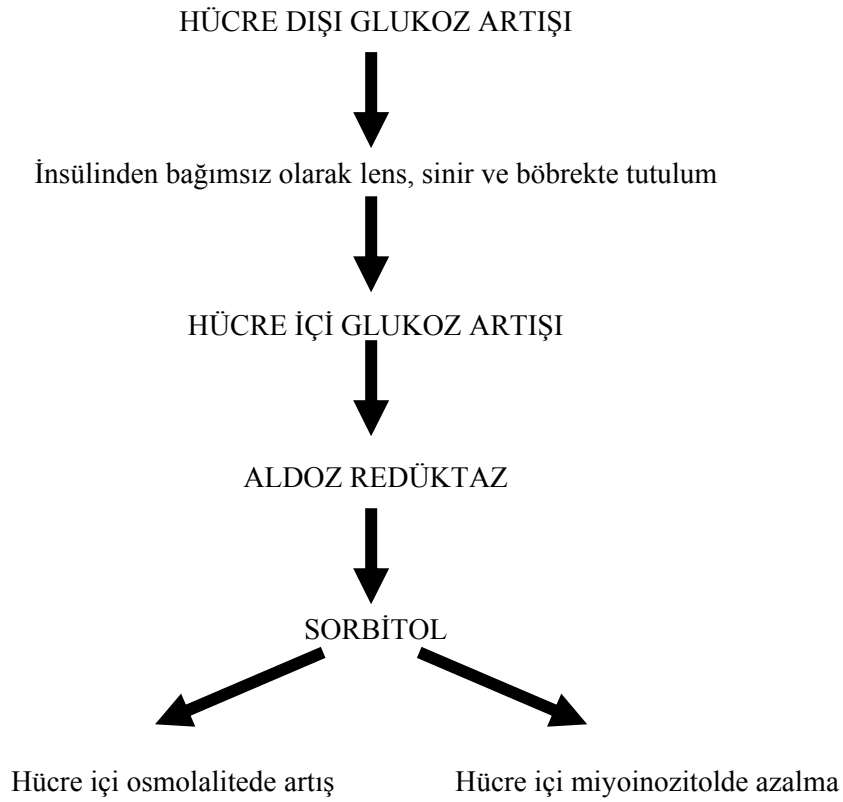 HÜCRE DIŞI GLUKOZ ARTIŞI
İnsülinden bağımsız olarak lens, sinir ve böbrekte tutulum
HÜCRE İÇİ GLUKOZ ARTIŞI
ALDOZ REDÜKTAZ
SORBİTOL
Hücre içi osmolalitede artış
Hücre içi miyoinozitolde azalma